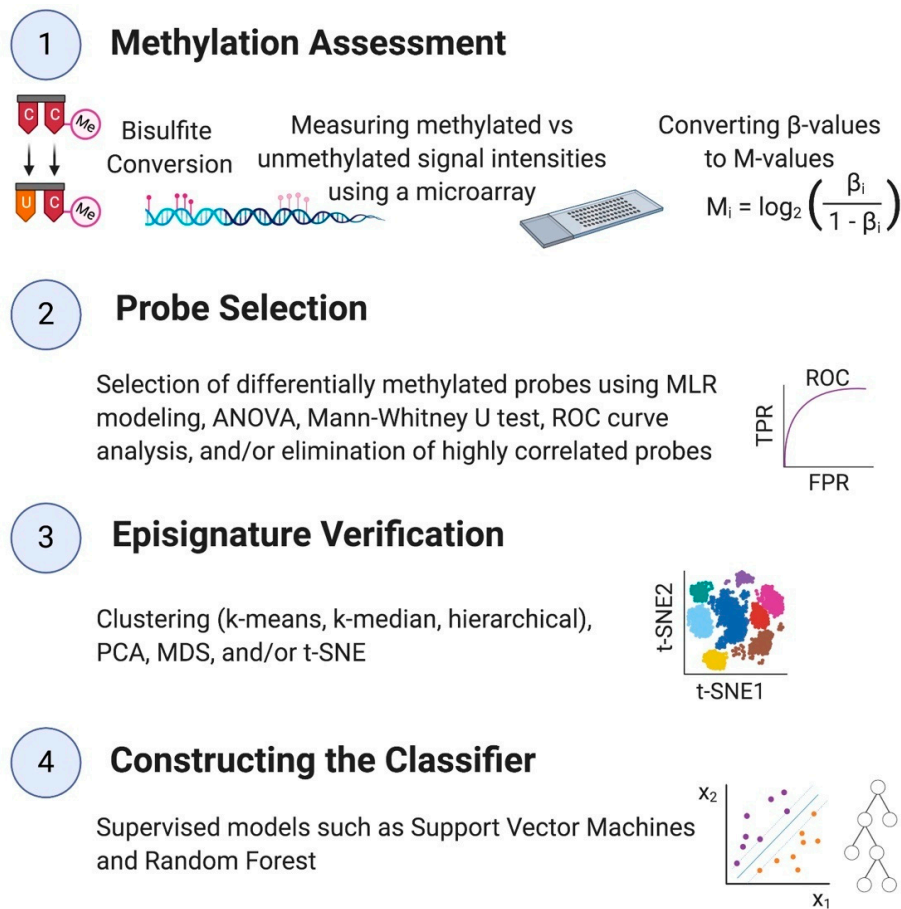 1
Methylation Assessment
C C Me
U C Me
Bisulfite
Conversion
Measuring methylated vs
unmethylated signal intensities
using a microarray
Converting β-values
to M-values
Mᵢ = log₂ (βᵢ / 1 - βᵢ)
2
Probe Selection
Selection of differentially methylated probes using MLR
modeling, ANOVA, Mann-Whitney U test, ROC curve
analysis, and/or elimination of highly correlated probes
ROC
TPR
FPR
3
Episignature Verification
Clustering (k-means, k-median, hierarchical),
PCA, MDS, and/or t-SNE
t-SNE2
t-SNE1
4
Constructing the Classifier
Supervised models such as Support Vector Machines
and Random Forest
X₂
X₁